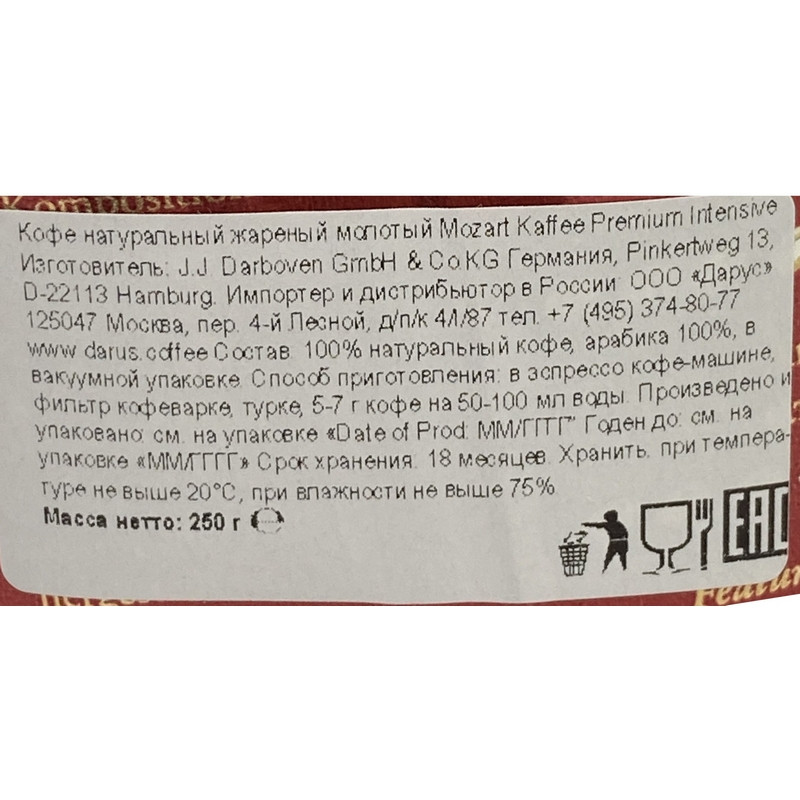 Kompositio
Кофе натуральный жареный молотый Mozart Kaffee Premium Intensive
Изготовитель: J.J. Darboven GmbH & Co.KG Германия, Pinkertweg 13,
D-22113 Hamburg. Импортер и дистрибьютор в России: ООО «Дарус»
125047 Москва, пер. 4-й Лесной, д/п/к 4/1/87 тел. +7 (495) 374-80-77
www.darus.coffee Состав: 100% натуральный кофе, арабика 100%, в
вакуумной упаковке. Способ приготовления: в эспрессо кофе-машине,
фильтр кофеварке, турке, 5-7 г кофе на 50-100 мл воды. Произведено и
упаковано: см. на упаковке «Date of Prod: ММ/ГГГГ" Годен до: см. на
упаковке «ММ/ГГГГ» Срок хранения: 18 месяцев. Хранить: при темпера-
туре не выше 20°C, при влажности не выше 75%
Масса нетто: 250 г
EAC
Featur